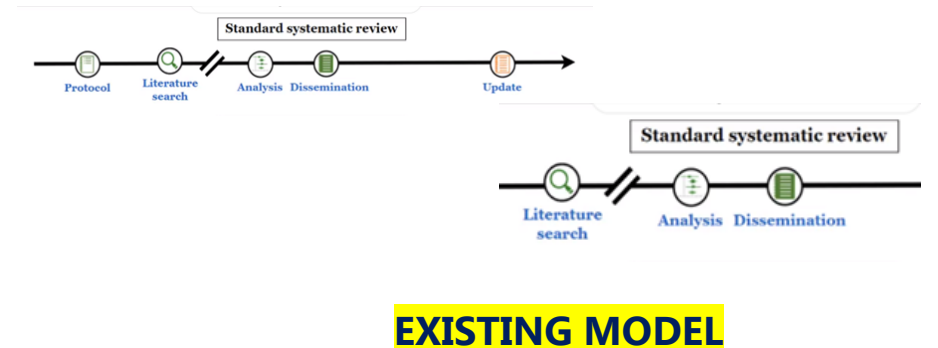 Standard systematic review
Protocol
Literature
search
Analysis
Dissemination
Update
Standard systematic review
Literature
search
Analysis
Dissemination
EXISTING MODEL